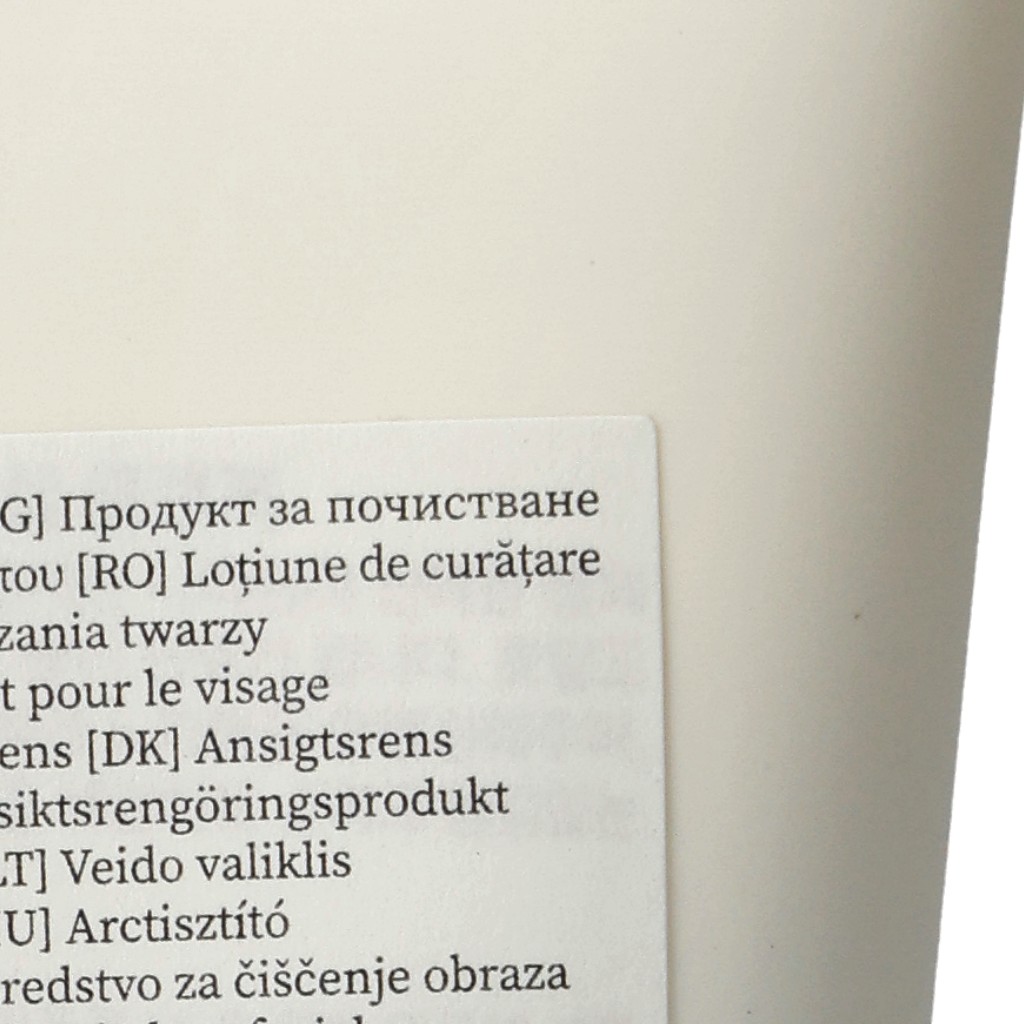 G] Продукт за почистване
του [RO] Loțiune de curățare
zania twarzy
t pour le visage
ens [DK] Ansigtsrens
siktsrengöringsprodukt
LT] Veido valiklis
U] Arctisztító
redstvo za čiščenje obraza